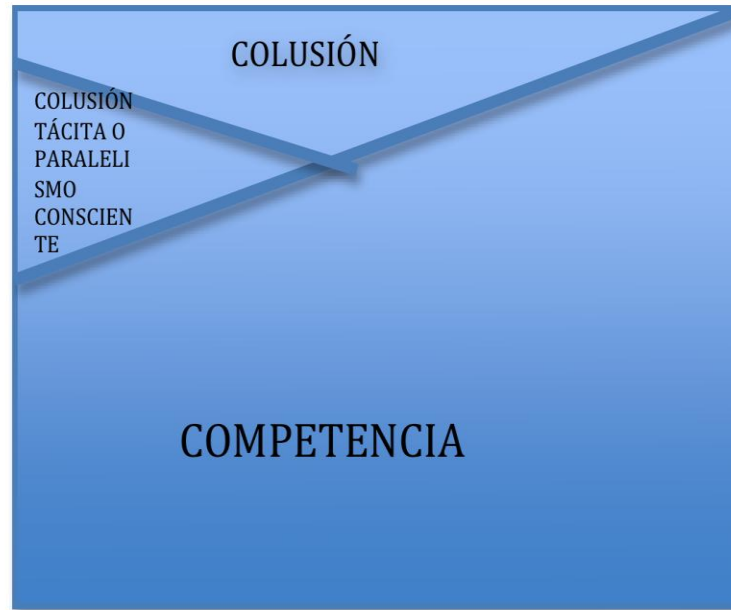 COLUSIÓN
COLUSIÓN
TÁCITA O
PARALELI
SMO
CONSCIEN
TE
COMPETENCIA